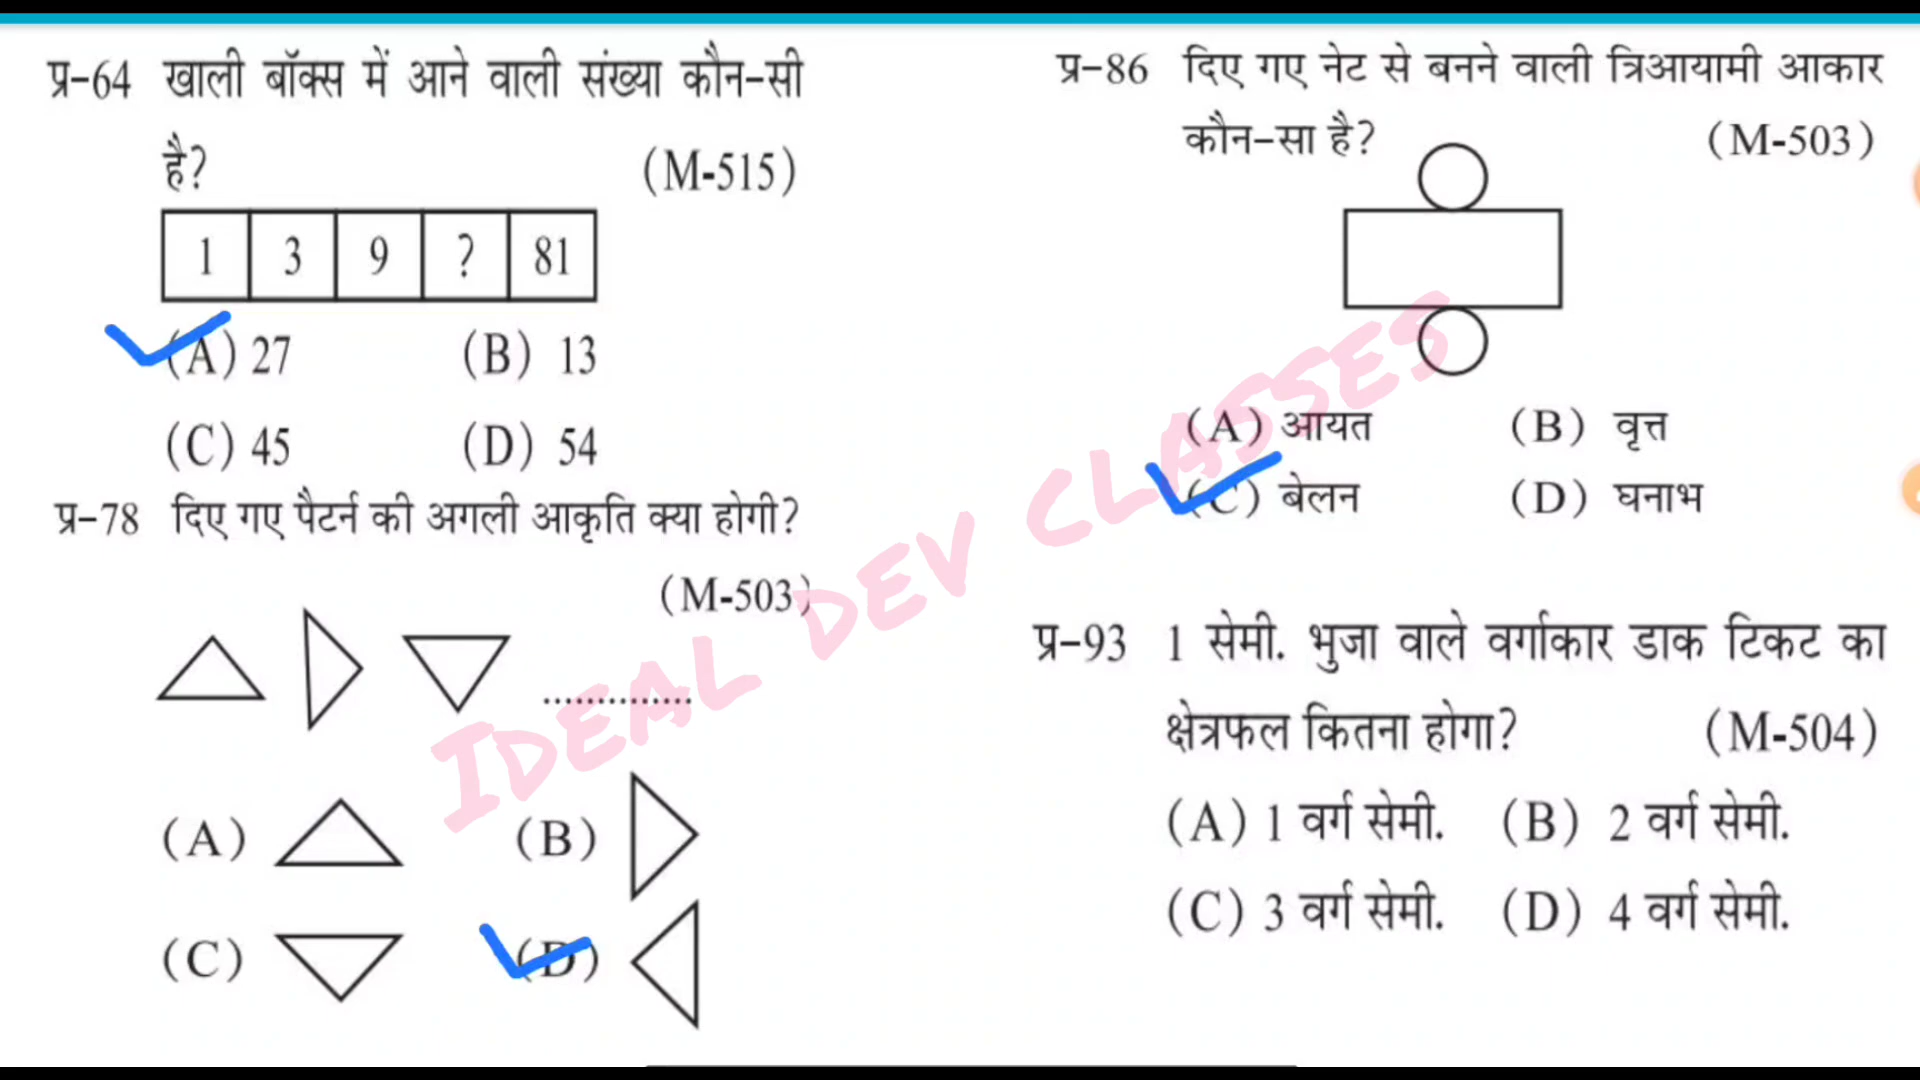 प्र-64 खाली बॉक्स में आने वाली संख्या कौन-सी
है? (M-515)
1 3 9 ? 81
(A) 27 (B) 13
(C) 45 (D) 54
प्र-78 दिए गए पैटर्न की अगली आकृति क्या होगी?
(M-503)
..............
(A) (B)
(C) (D)
प्र-86 दिए गए नेट से बनने वाली त्रिआयामी आकार
कौन-सा है? (M-503)
(A) आयत (B) वृत्त
(C) बेलन (D) घनाभ
प्र-93 1 सेमी. भुजा वाले वर्गाकार डाक टिकट का
क्षेत्रफल कितना होगा? (M-504)
(A) 1 वर्ग सेमी. (B) 2 वर्ग सेमी.
(C) 3 वर्ग सेमी. (D) 4 वर्ग सेमी.
IDEAL DEV CLASSES